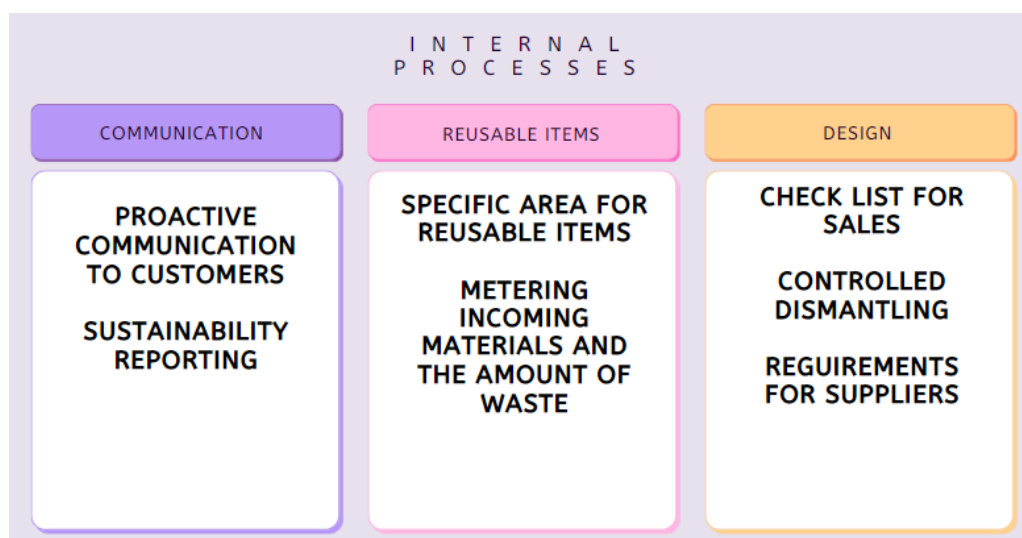 INTERNAL
PROCESSES
COMMUNICATION
PROACTIVE
COMMUNICATION
TO CUSTOMERS
SUSTAINABILITY
REPORTING
REUSABLE ITEMS
SPECIFIC AREA FOR
REUSABLE ITEMS
METERING
INCOMING
MATERIALS AND
THE AMOUNT OF
WASTE
DESIGN
CHECK LIST FOR
SALES
CONTROLLED
DISMANTLING
REGUIREMENTS
FOR SUPPLIERS